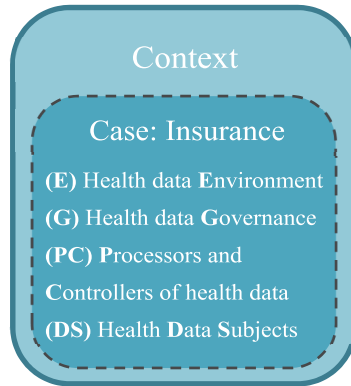 Context
Case: Insurance
(E) Health data Environment
(G) Health data Governance
(PC) Processors and
Controllers of health data
(DS) Health Data Subjects